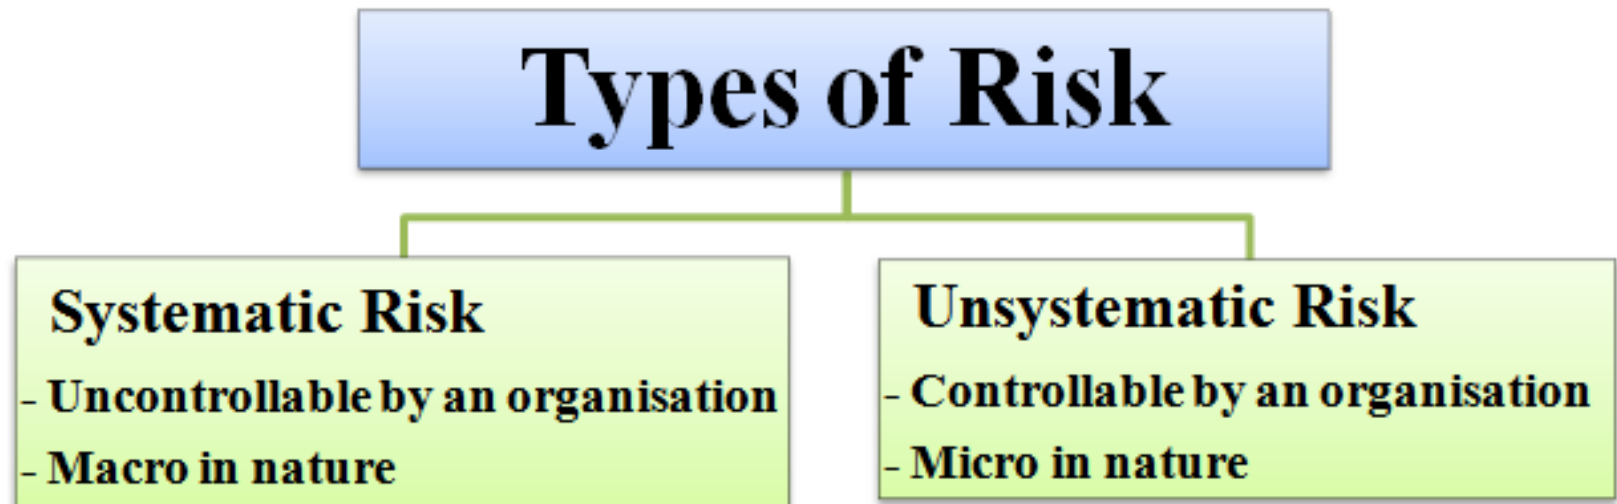 Types of Risk
Systematic Risk
- Uncontrollable by an organisation
- Macro in nature
Unsystematic Risk
- Controllable by an organisation
- Micro in nature